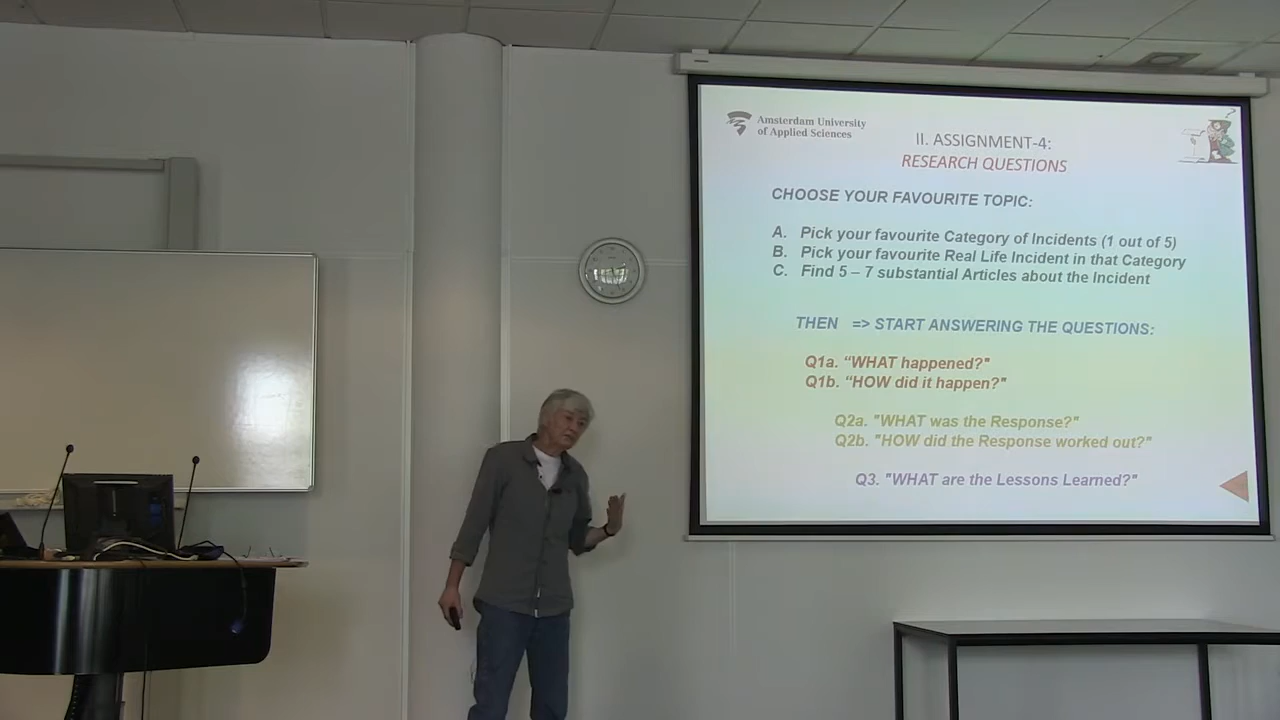 Amsterdam University
of Applied Sciences
II. ASSIGNMENT-4:
RESEARCH QUESTIONS
CHOOSE YOUR FAVOURITE TOPIC:
A. Pick your favourite Category of Incidents (1 out of 5)
B. Pick your favourite Real Life Incident in that Category
C. Find 5 – 7 substantial Articles about the Incident
THEN => START ANSWERING THE QUESTIONS:
Q1a. “WHAT happened?"
Q1b. “HOW did it happen?"
Q2a. "WHAT was the Response?"
Q2b. "HOW did the Response worked out?"
Q3. "WHAT are the Lessons Learned?"